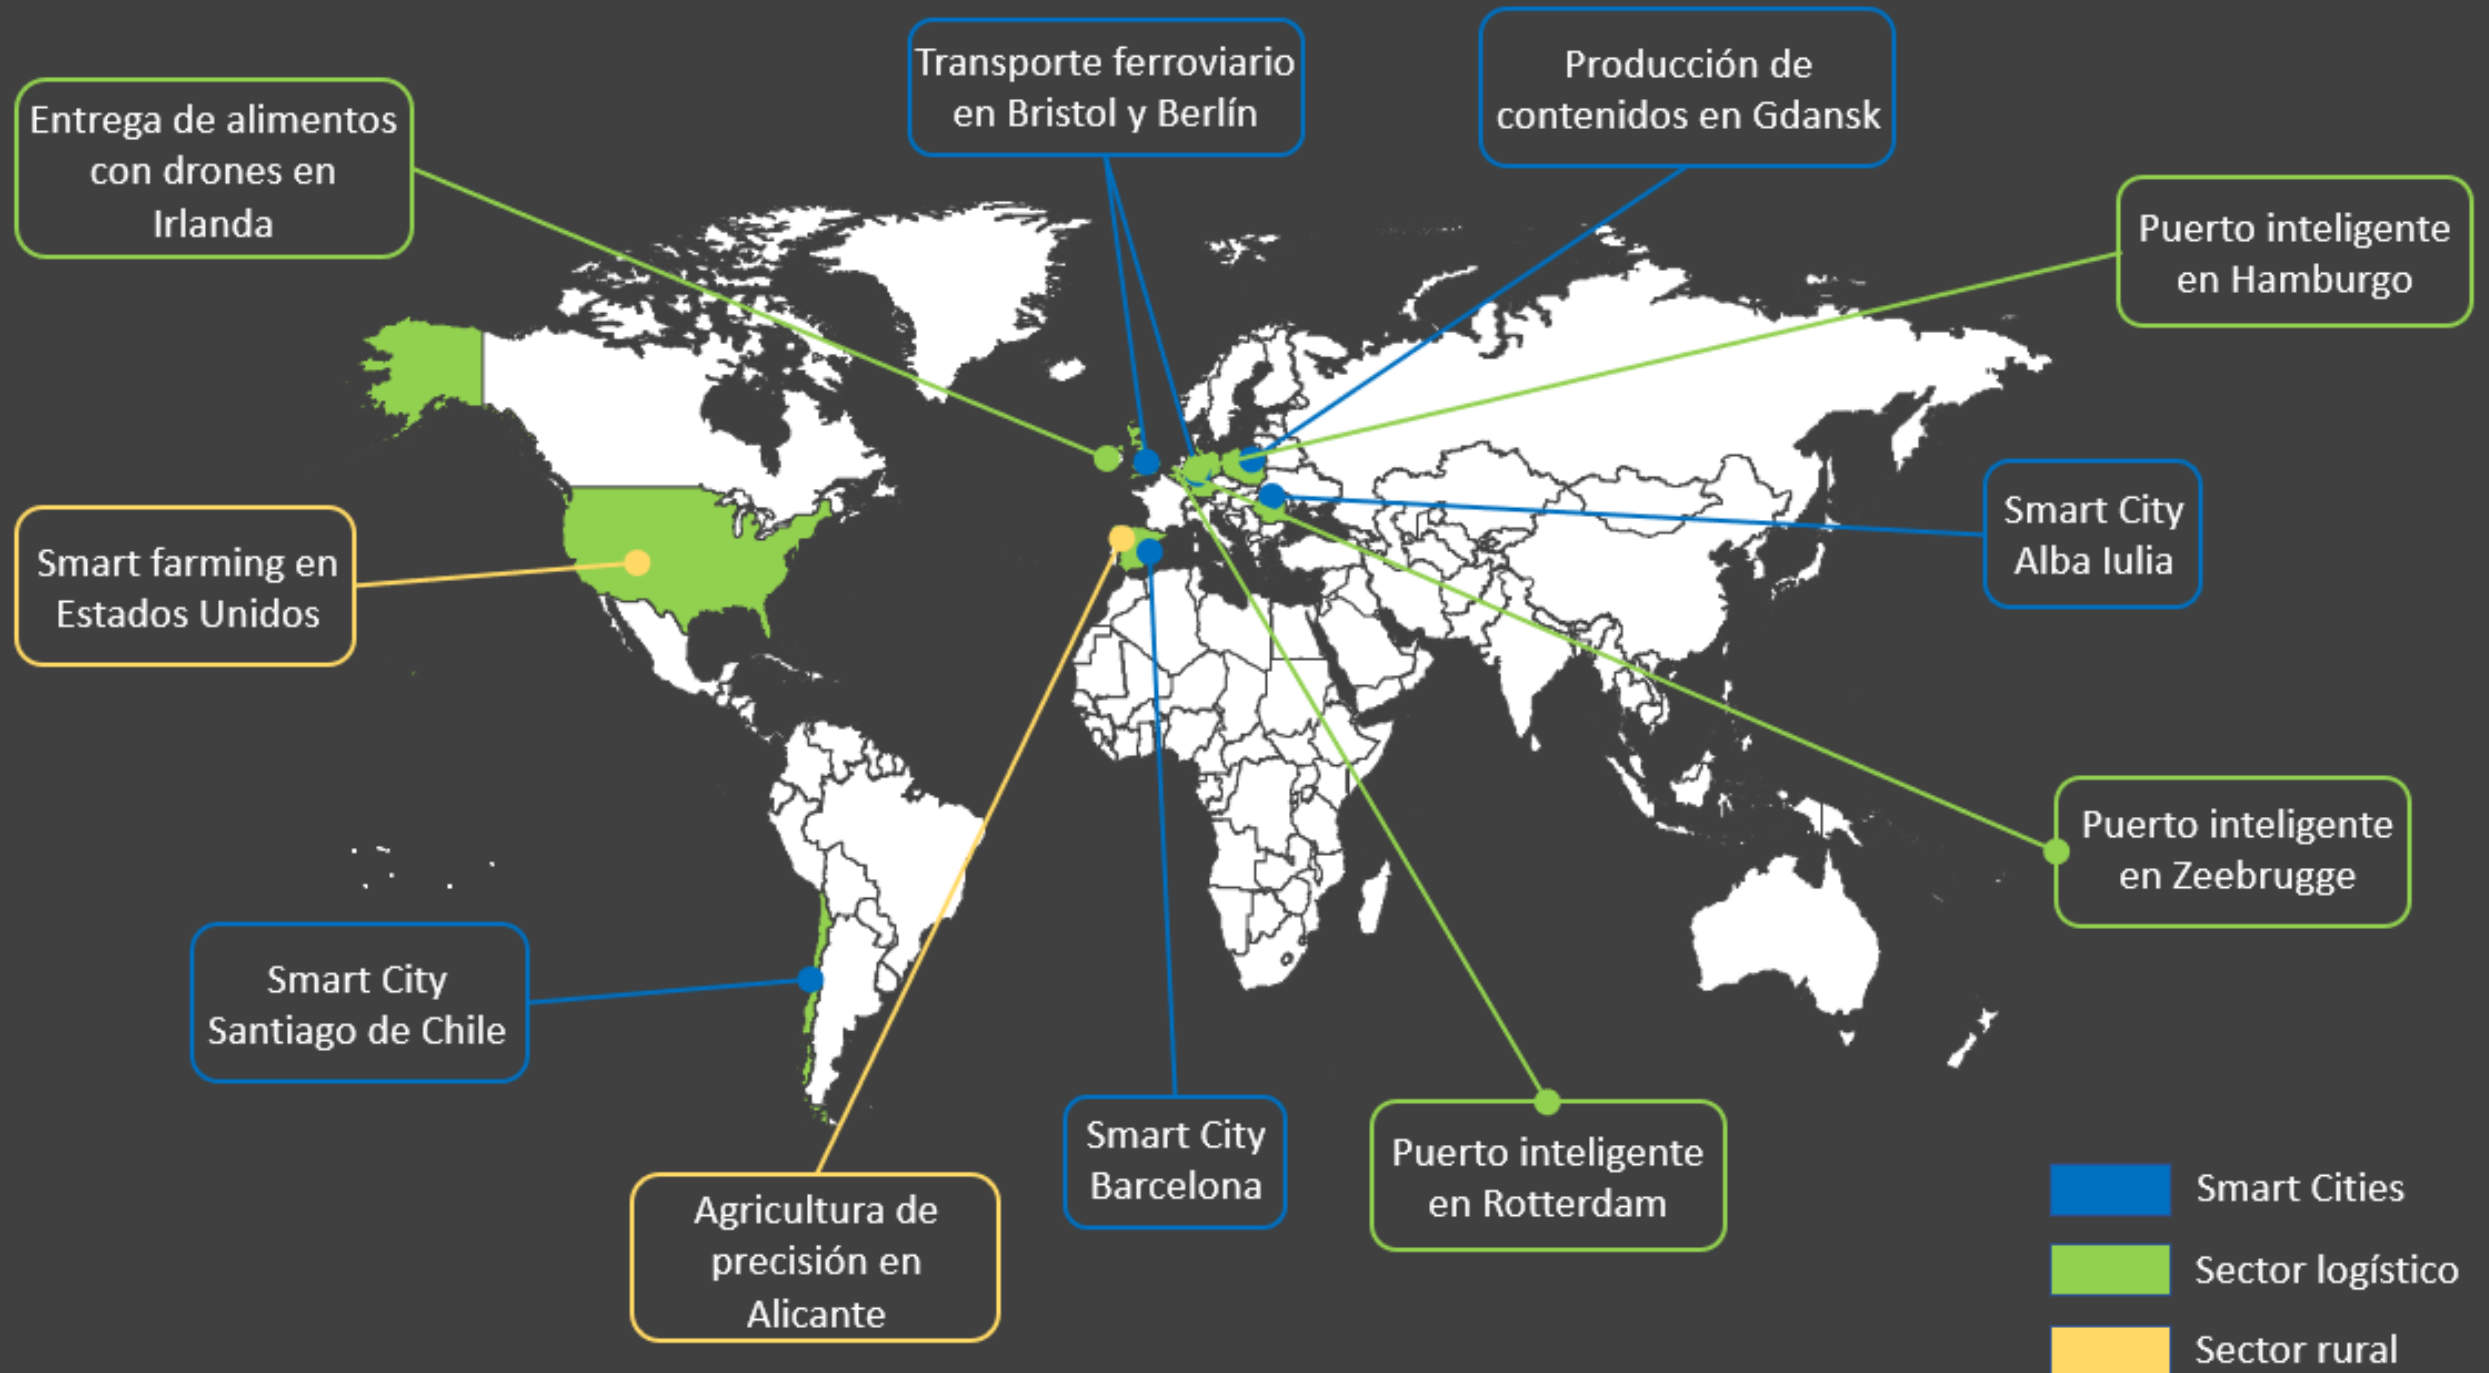 Transporte ferroviario
en Bristol y Berlín
Producción de
contenidos en Gdansk
Entrega de alimentos
con drones en
Irlanda
Puerto inteligente
en Hamburgo
Smart farming en
Estados Unidos
Smart City
Alba Iulia
Puerto inteligente
en Zeebrugge
Smart City
Santiago de Chile
Smart City
Barcelona
Puerto inteligente
en Rotterdam
Agricultura de
precisión en
Alicante
Smart Cities
Sector logístico
Sector rural